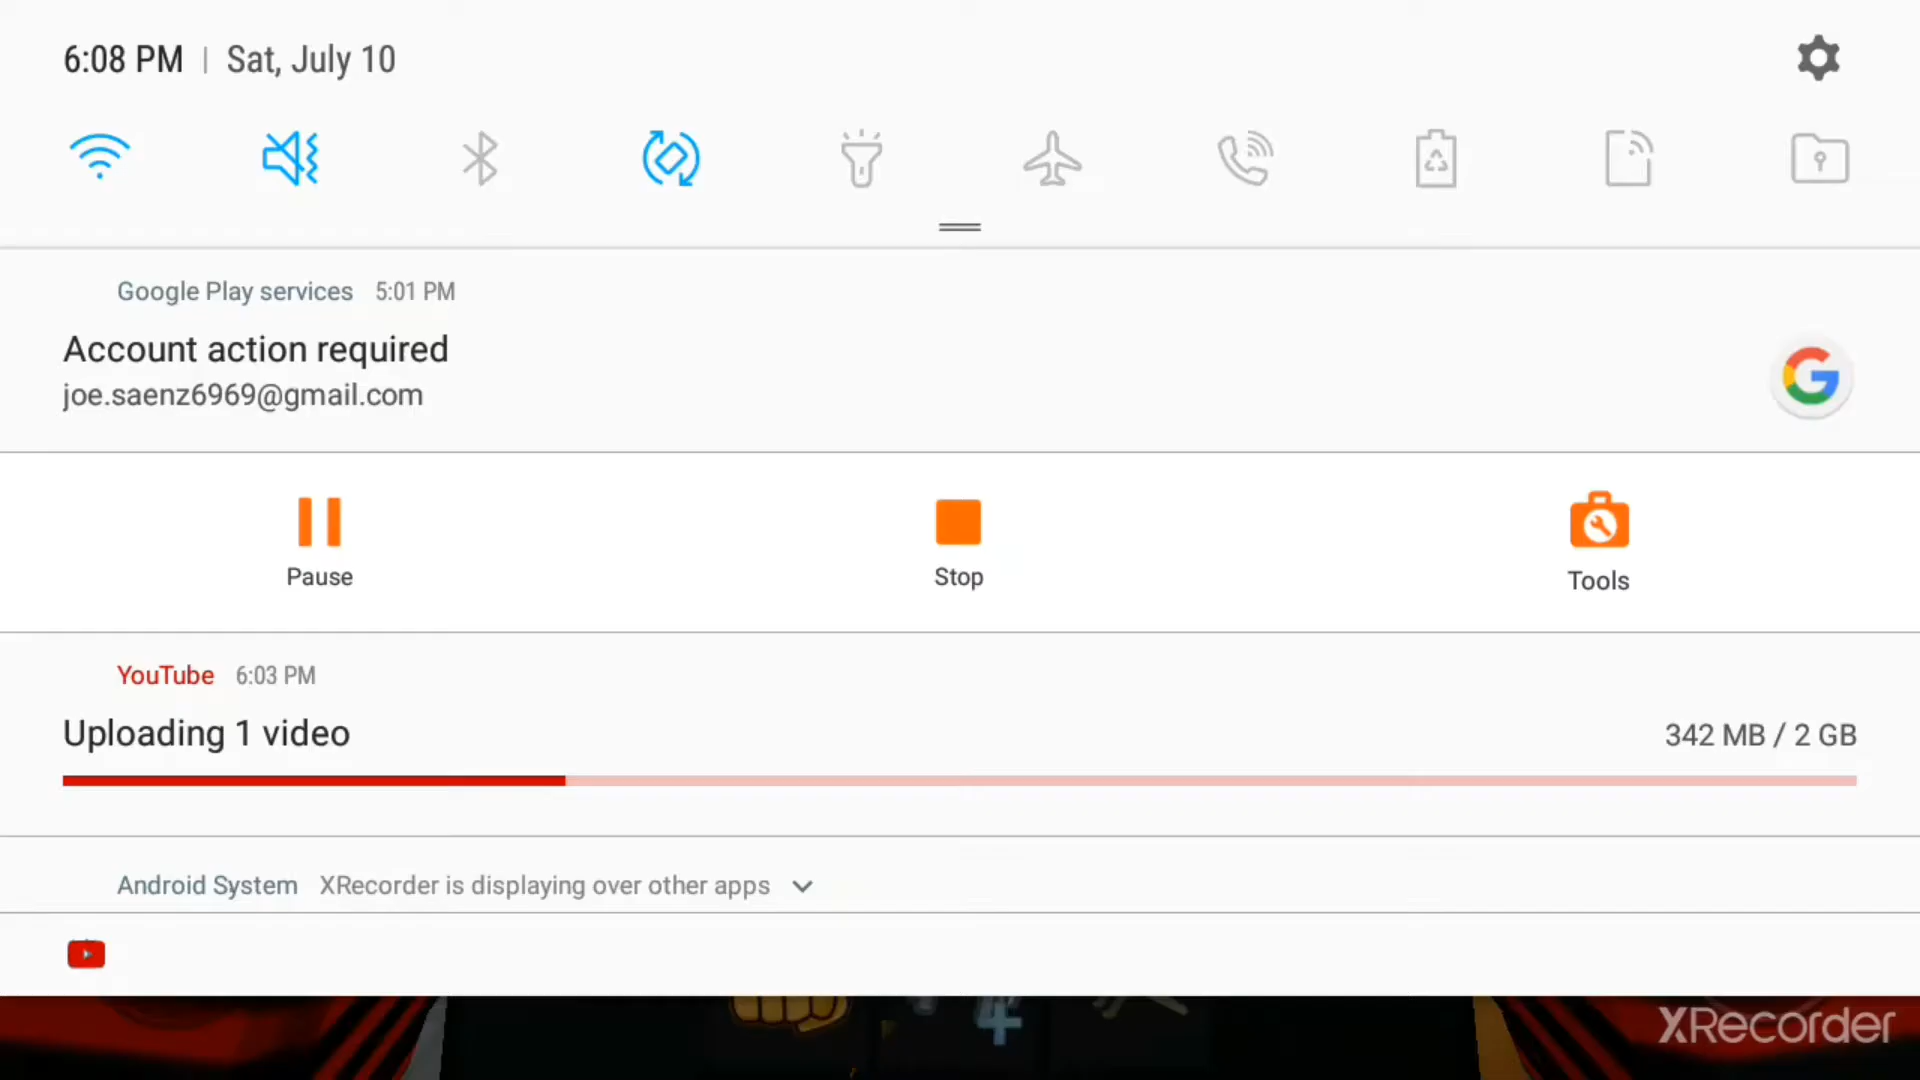 6:08 PM | Sat, July 10
Google Play services 5:01 PM
Account action required
joe.saenz6969@gmail.com
Pause
Stop
Tools
YouTube 6:03 PM
Uploading 1 video
342 MB / 2 GB
Android System XRecorder is displaying over other apps
XRecorder